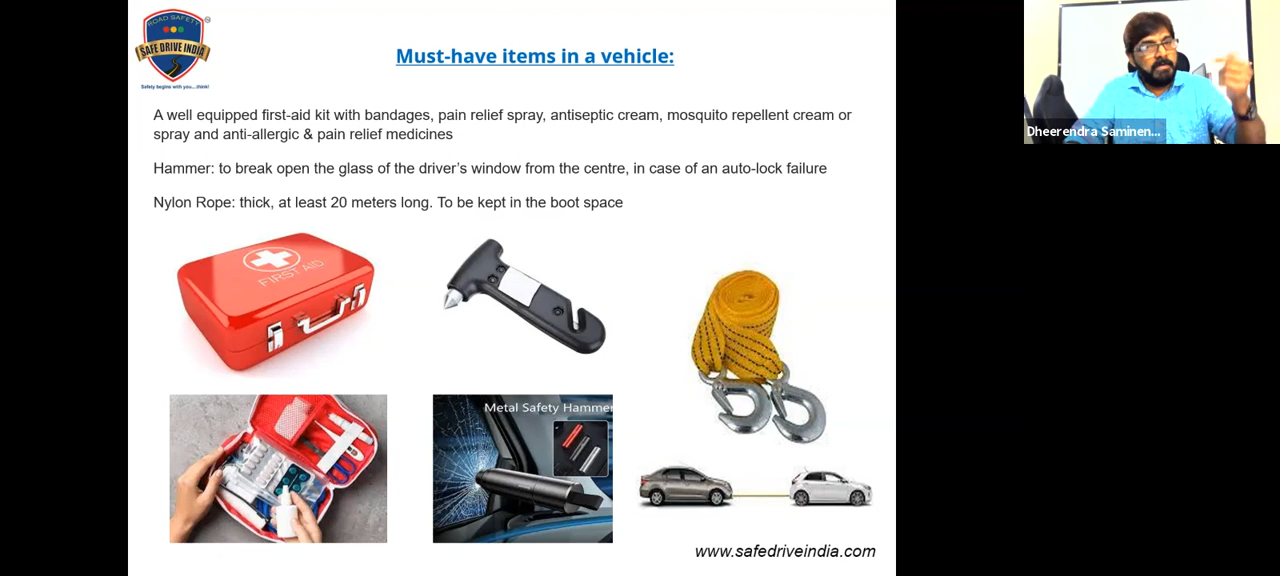 ROAD SAFETY
SAFE DRIVE INDIA
Safety begins with you...think!
Must-have items in a vehicle:
A well equipped first-aid kit with bandages, pain relief spray, antiseptic cream, mosquito repellent cream or
spray and anti-allergic & pain relief medicines
Hammer: to break open the glass of the driver’s window from the centre, in case of an auto-lock failure
Nylon Rope: thick, at least 20 meters long. To be kept in the boot space
FIRST AID
Metal Safety Hammer
www.safedriveindia.com
Dheerendra Saminen...